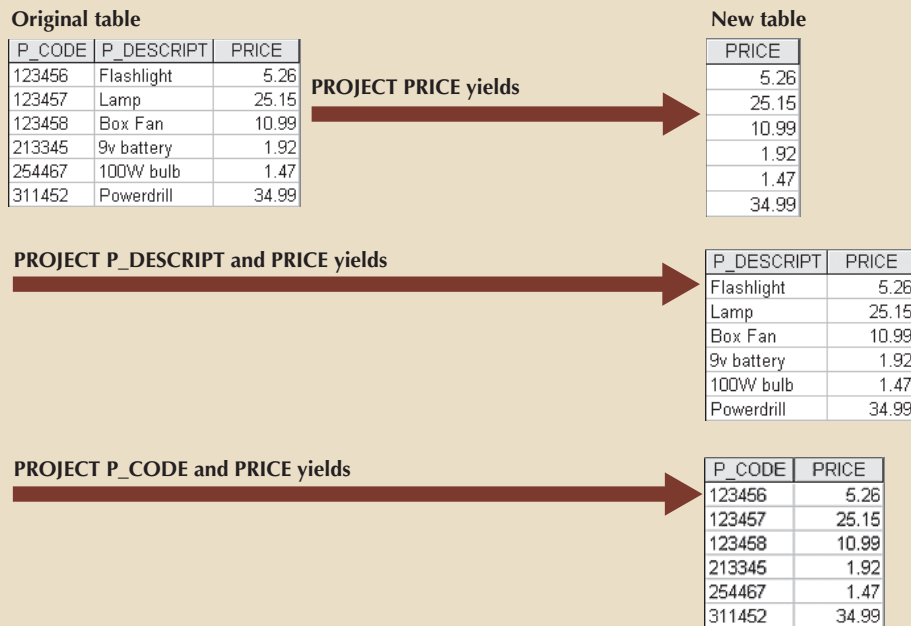 Original table
P_CODE P_DESCRIPT PRICE
123456 Flashlight 5.26
123457 Lamp 25.15
123458 Box Fan 10.99
213345 9v battery 1.92
254467 100W bulb 1.47
311452 Powerdrill 34.99
PROJECT PRICE yields
New table
PRICE
5.26
25.15
10.99
1.92
1.47
34.99
PROJECT P_DESCRIPT and PRICE yields
P_DESCRIPT PRICE
Flashlight 5.26
Lamp 25.15
Box Fan 10.99
9v battery 1.92
100W bulb 1.47
Powerdrill 34.99
PROJECT P_CODE and PRICE yields
P_CODE PRICE
123456 5.26
123457 25.15
123458 10.99
213345 1.92
254467 1.47
311452 34.99